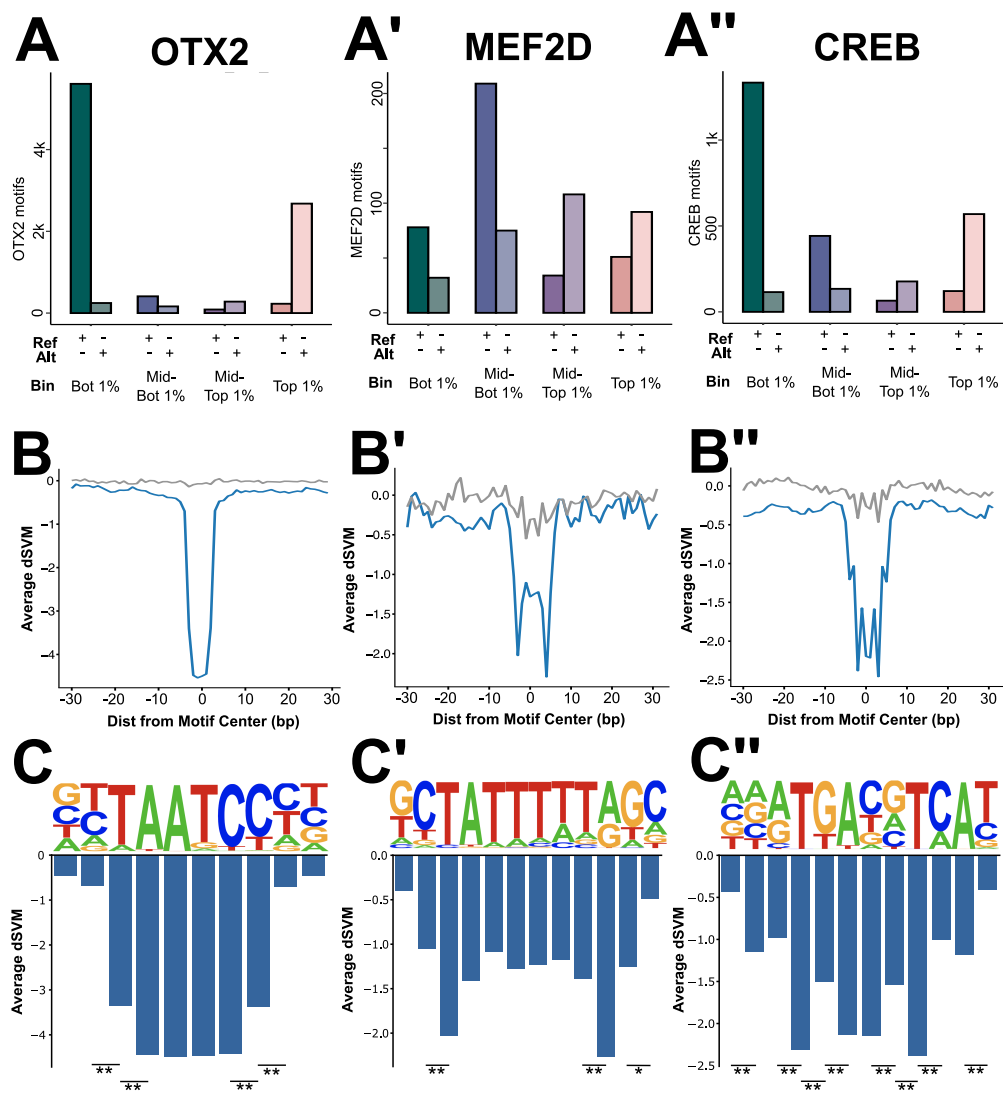 A OTX2 A' MEF2D A'' CREB
OTX2 motifs
0
2k
4k
MEF2D motifs
0
100
200
CREB motifs
0
500
1k
Ref + - + - + - + -
Alt - + - + - + - +
Bin Bot 1% Mid-Bot 1% Mid-Top 1% Top 1%
+ - + - + - + -
- + - + - + - +
Bot 1% Mid-Bot 1% Mid-Top 1% Top 1%
Ref + - + - + - + -
Alt - + - + - + - +
Bin Bot 1% Mid-Bot 1% Mid-Top 1% Top 1%
B B' B''
Average dSVM
0
−1
−2
−3
−4
-30 -20 -10 0 10 20 30
Dist from Motif Center (bp)
Average dSVM
0.0
−0.5
−1.0
−1.5
−2.0
-30 -20 -10 0 10 20 30
Dist from Motif Center (bp)
Average dSVM
0.0
−0.5
−1.0
−1.5
−2.0
−2.5
-30 -20 -10 0 10 20 30
Dist from Motif Center (bp)
C C' C''
GTTAATCCCT
GCTATTTTTAGC
AAATGACGTCAT
Average dSVM
0
−1
−2
−3
−4
** ** ** **
Average dSVM
0.0
−0.5
−1.0
−1.5
−2.0
** ** *
Average dSVM
0.0
−0.5
−1.0
−1.5
−2.0
−2.5
** ** ** ** ** ** ** **